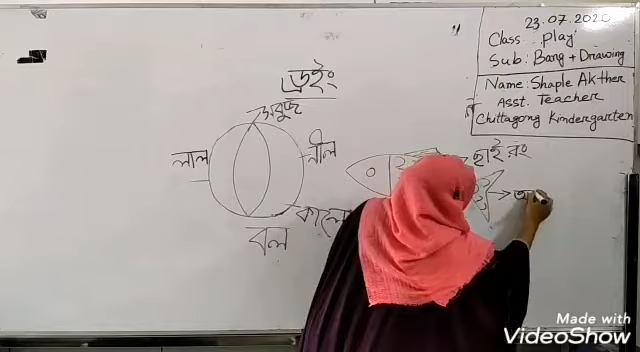 23.07.2020
Class .. play
Sub: Bang + Drawing
Name: Shaple Akther
Asst. Teacher
Chittagong Kindergarten
ড্রইং
সবুজ
লাল
নীল
কালো
বল
ছাই রং
Made with
VideoShow